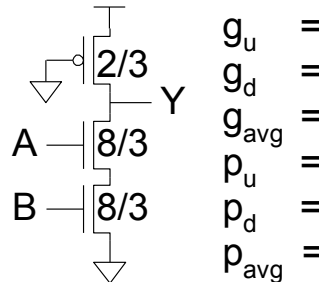 2/3
Y
A 8/3
B 8/3
g_u =
g_d =
g_avg =
p_u =
p_d =
p_avg =